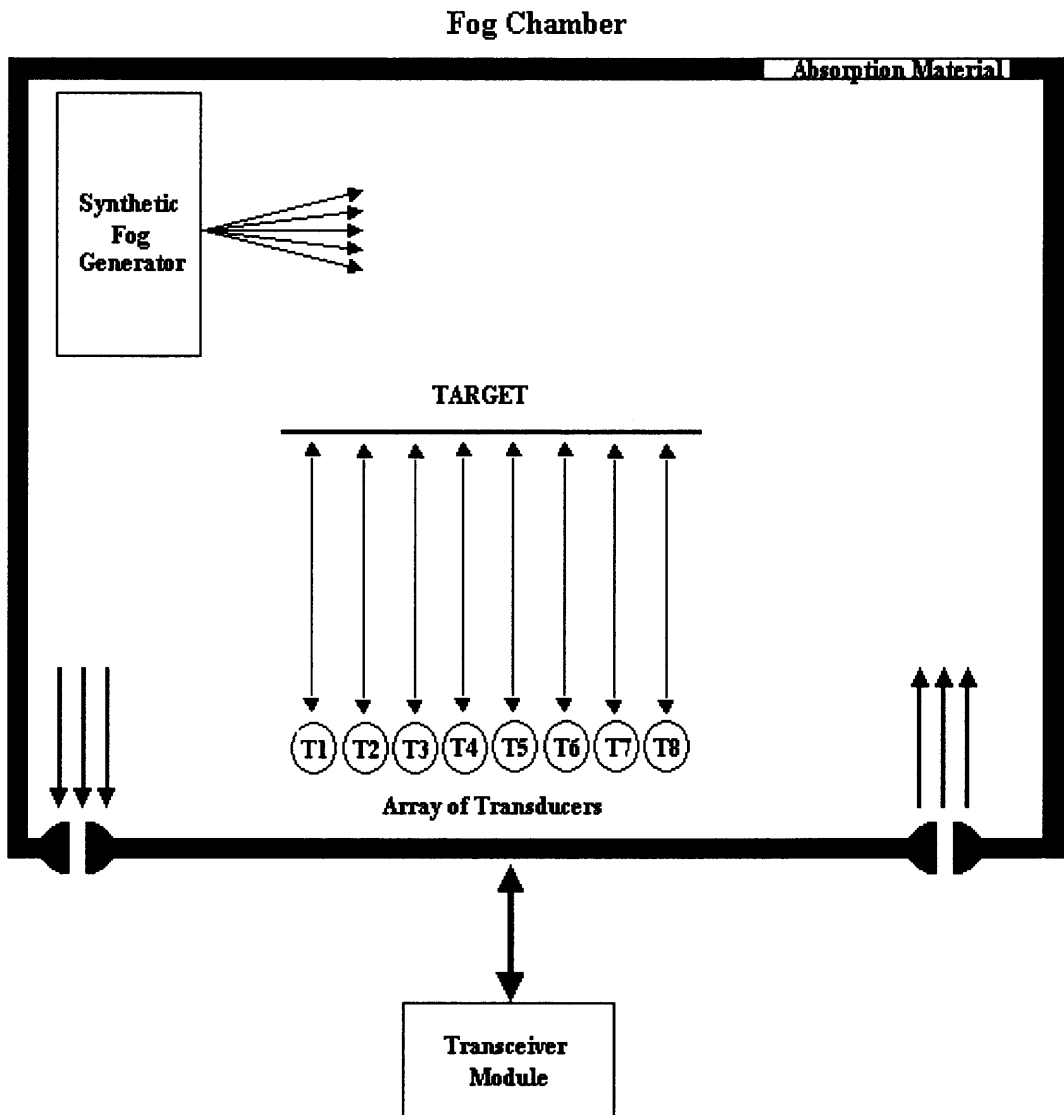 Fog Chamber
Absorption Material
Synthetic
Fog
Generator
TARGET
T1 T2 T3 T4 T5 T6 T7 T8
Array of Transducers
Transceiver
Module